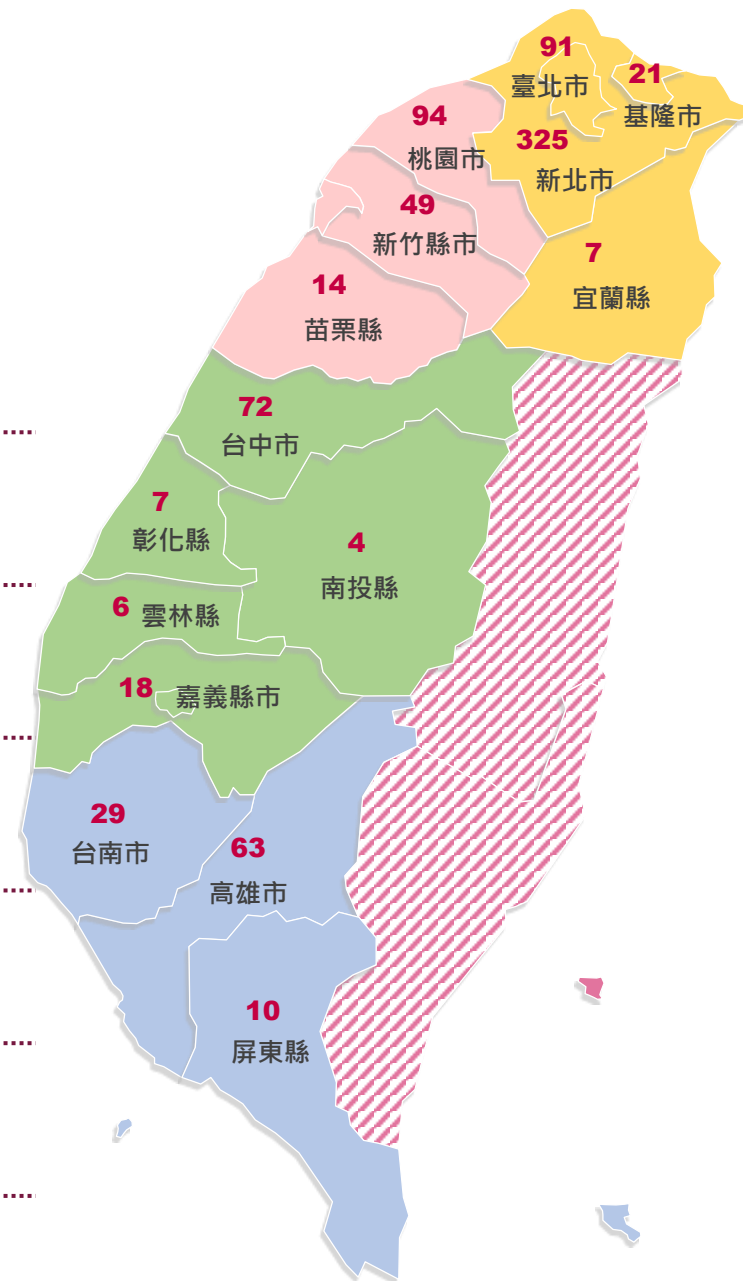 91
臺北市
21
基隆市
94
桃園市
325
新北市
49
新竹縣市
7
宜蘭縣
14
苗栗縣
72
台中市
7
彰化縣
4
南投縣
6 雲林縣
18 嘉義縣市
29
台南市
63
高雄市
10
屏東縣